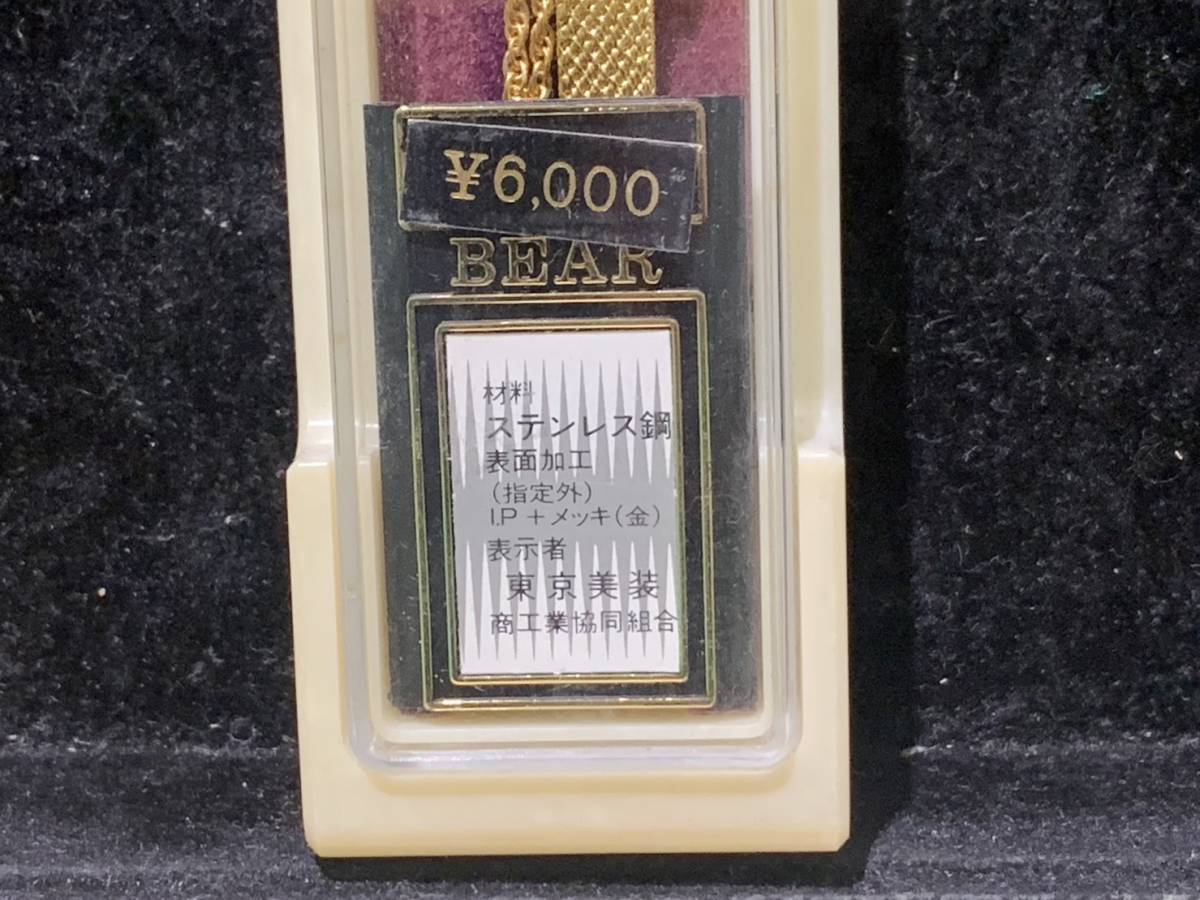 ¥6,000
BEAR
材料
ステンレス鋼
表面加工
(指定外)
I.P+メッキ(金)
表示者
東京美装
商工業協同組合